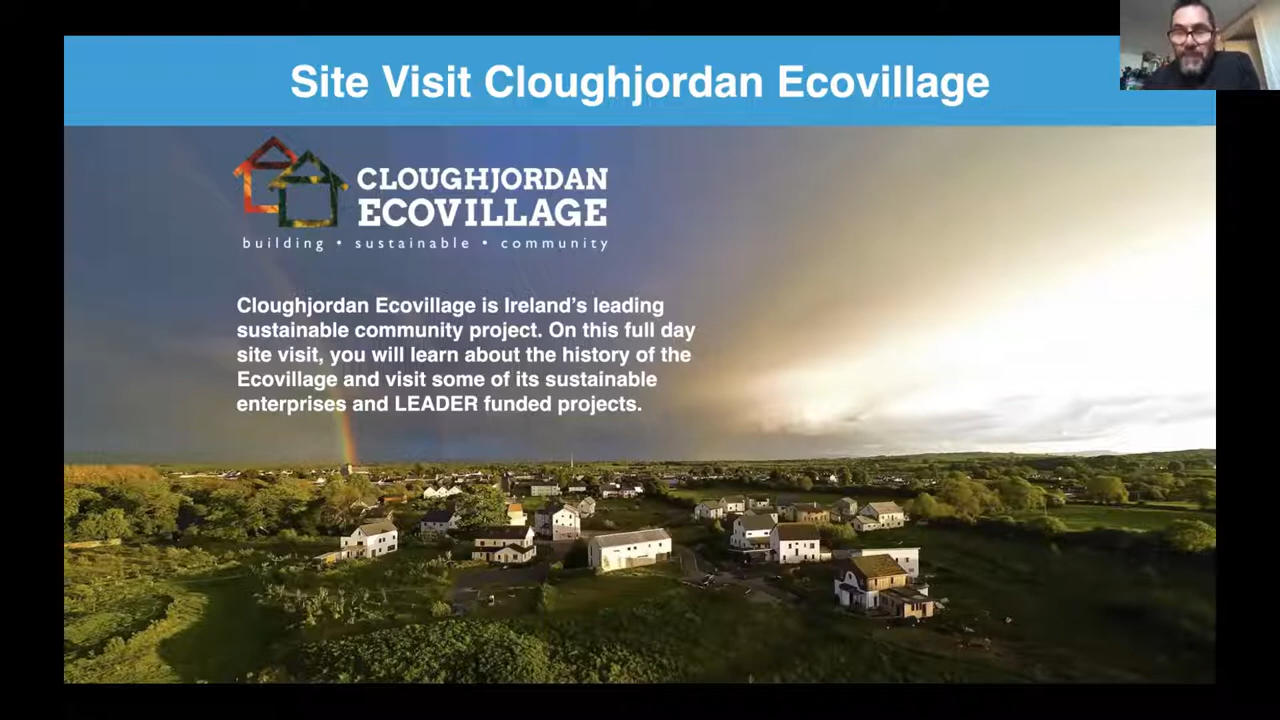 Site Visit Cloughjordan Ecovillage
CLOUGHJORDAN
ECOVILLAGE
building • sustainable • community
Cloughjordan Ecovillage is Ireland's leading
sustainable community project. On this full day
site visit, you will learn about the history of the
Ecovillage and visit some of its sustainable
enterprises and LEADER funded projects.